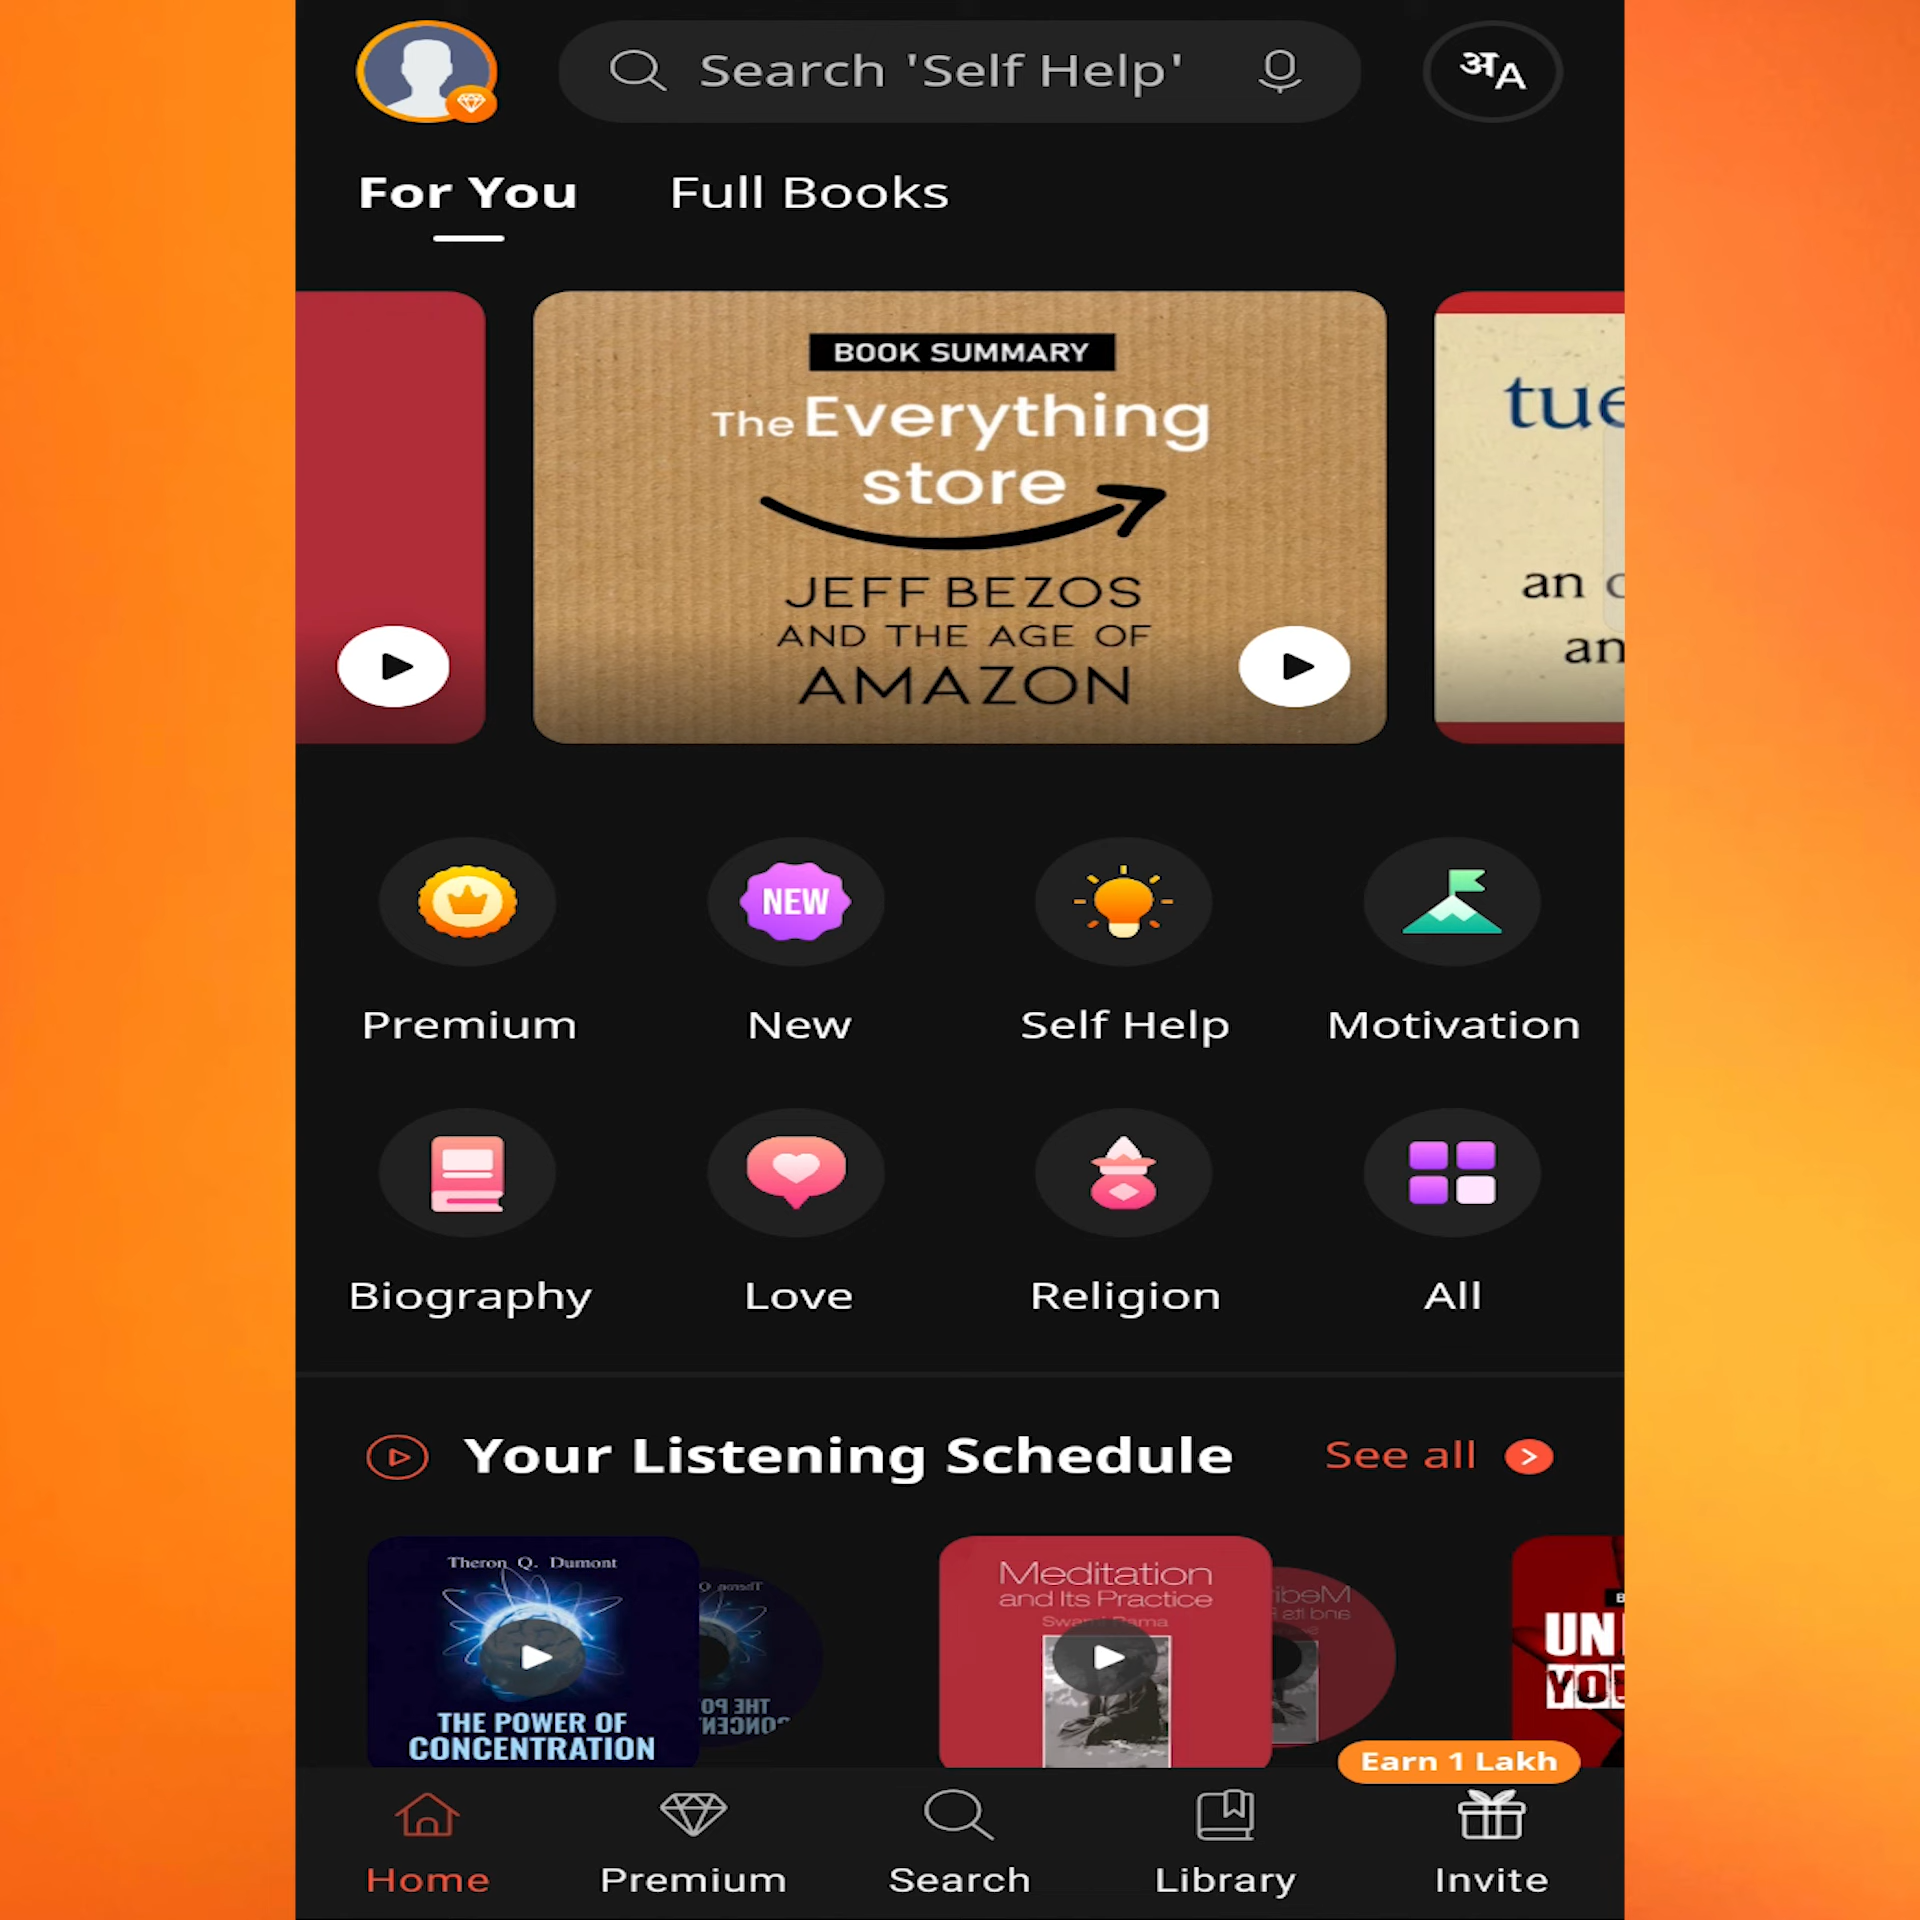 Search 'Self Help'
अA
For You
Full Books
BOOK SUMMARY
The Everything
store
JEFF BEZOS
AND THE AGE OF
AMAZON
an
an
Premium
New
NEW
Self Help
Motivation
Biography
Love
Religion
All
Your Listening Schedule
See all
Theron Q. Dumont
THE POWER OF
CONCENTRATION
Meditation
and Its Practice
Earn 1 Lakh
Home
Premium
Search
Library
Invite